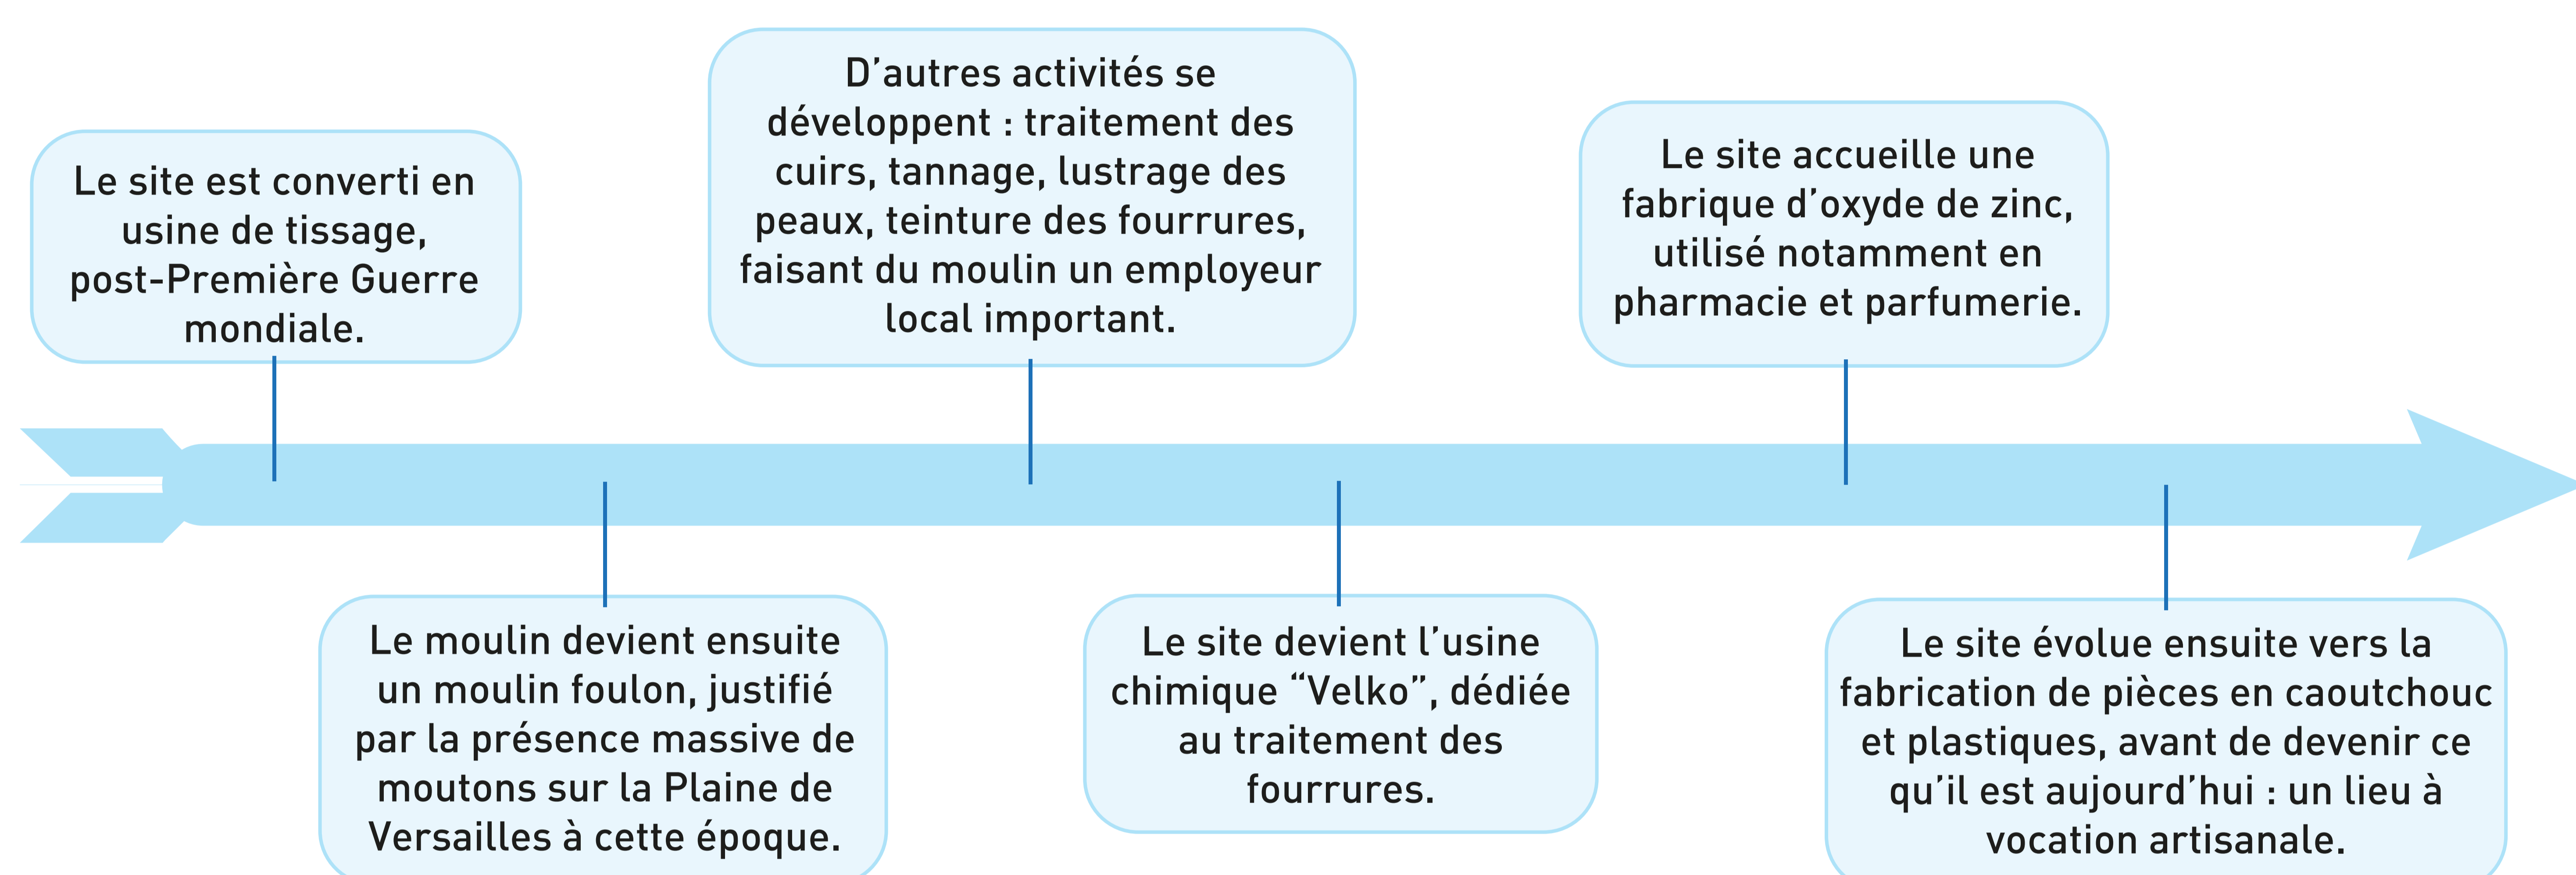 Le site est converti en
usine de tissage,
post-Première Guerre
mondiale.
Le moulin devient ensuite
un moulin foulon, justifié
par la présence massive de
moutons sur la Plaine de
Versailles à cette époque.
D'autres activités se
développent : traitement des
cuirs, tannage, lustrage des
peaux, teinture des fourrures,
faisant du moulin un employeur
local important.
Le site devient l'usine
chimique “Velko”, dédiée
au traitement des
fourrures.
Le site accueille une
fabrique d'oxyde de zinc,
utilisé notamment en
pharmacie et parfumerie.
Le site évolue ensuite vers la
fabrication de pièces en caoutchouc
et plastiques, avant de devenir ce
qu'il est aujourd'hui : un lieu à
vocation artisanale.